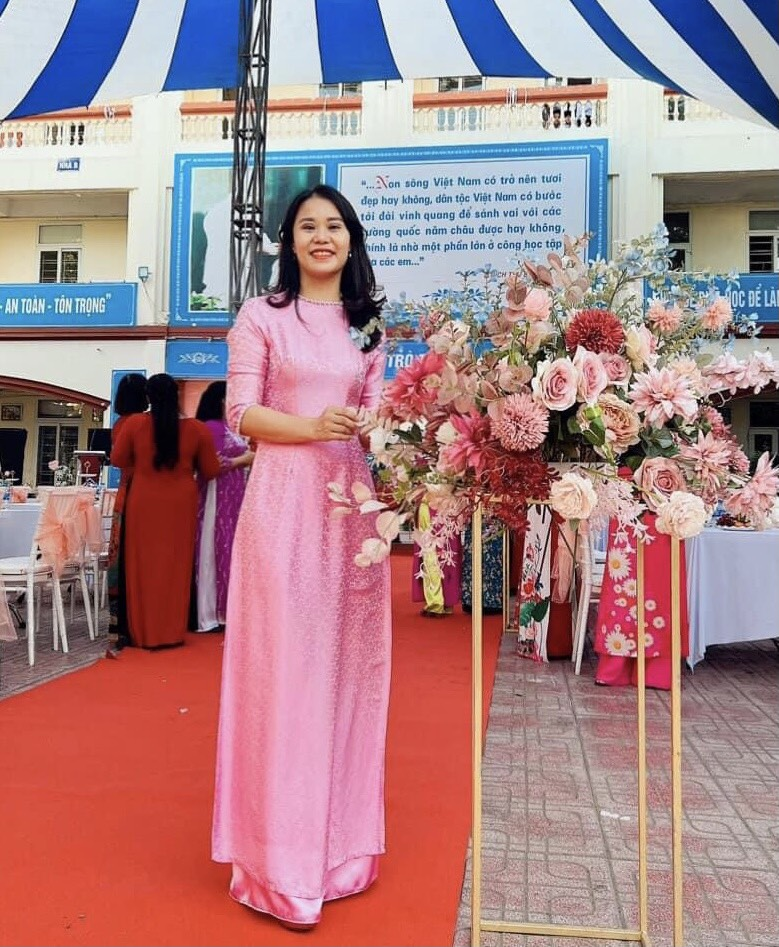 "...Non sông Việt Nam có trở nên tươi
đẹp hay không, dân tộc Việt Nam có bước
tới đài vinh quang để sánh vai với các
cường quốc năm châu được hay không,
chính là nhờ một phần lớn ở công học tập
của các em..."
NHÀ B
- AN TOÀN - TÔN TRỌNG"
HỌC ĐỂ LÀM
TRÒ